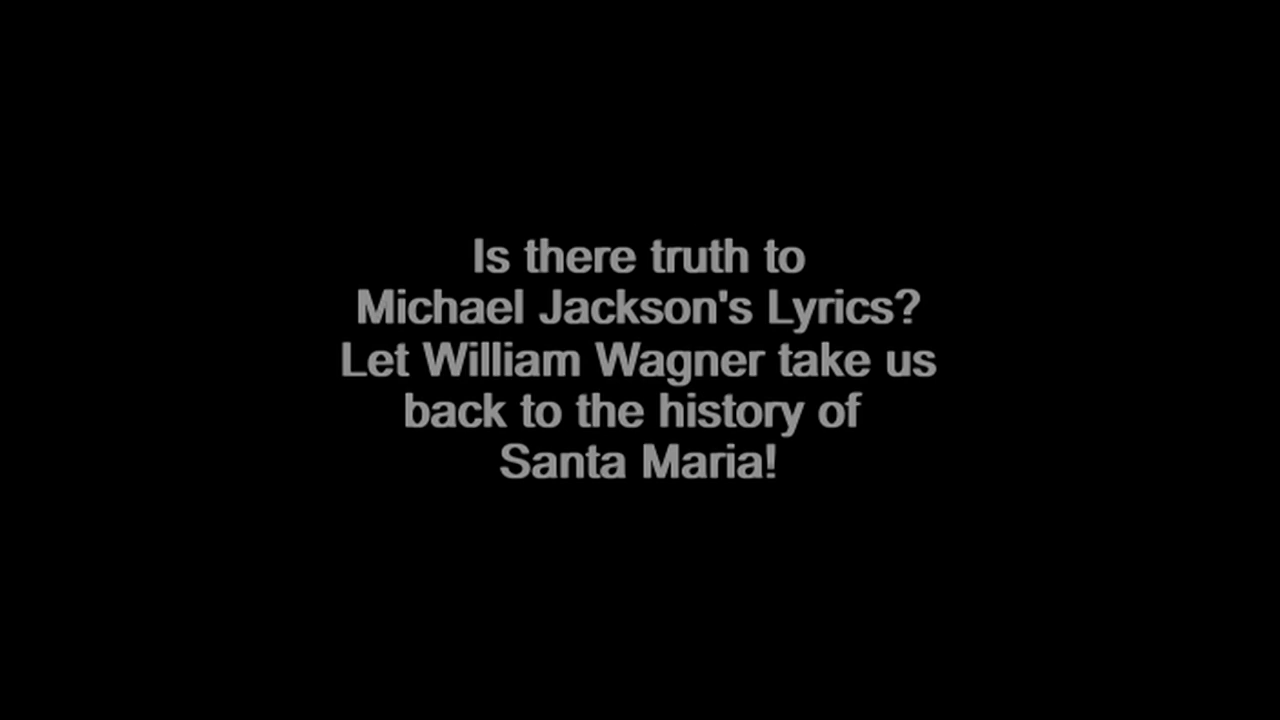 Is there truth to
Michael Jackson's Lyrics?
Let William Wagner take us
back to the history of
Santa Maria!